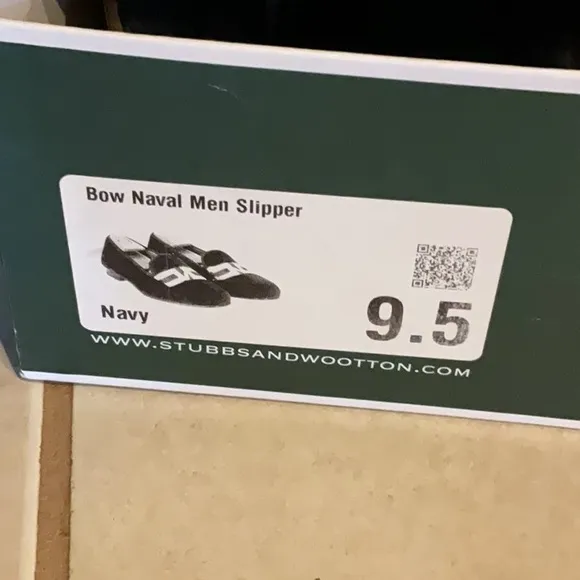 Bow Naval Men Slipper
Navy
9.5
WWW.STUBBSANDWOOTTON.COM